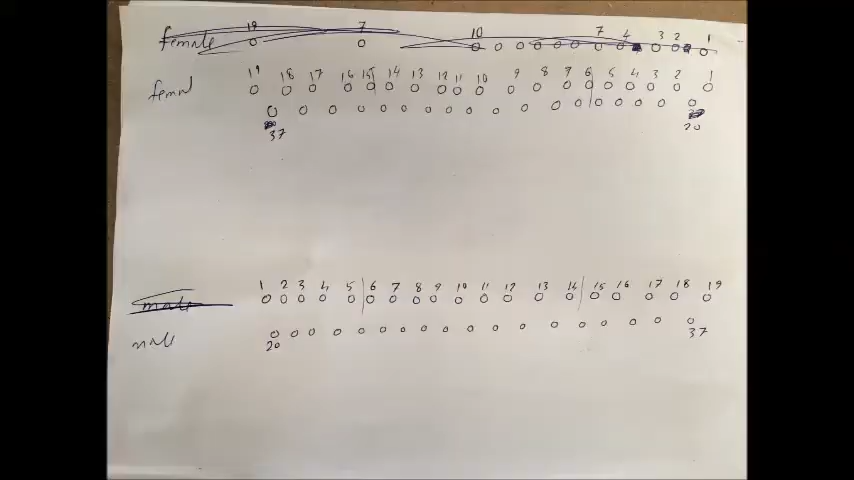 female 19 7 10 7 4 3 2 1
femal 19 18 17 16 15 14 13 12 11 10 9 8 7 6 5 4 3 2 1
37 20
1 2 3 4 5 6 7 8 9 10 11 12 13 14 15 16 17 18 19
male
male
20 37